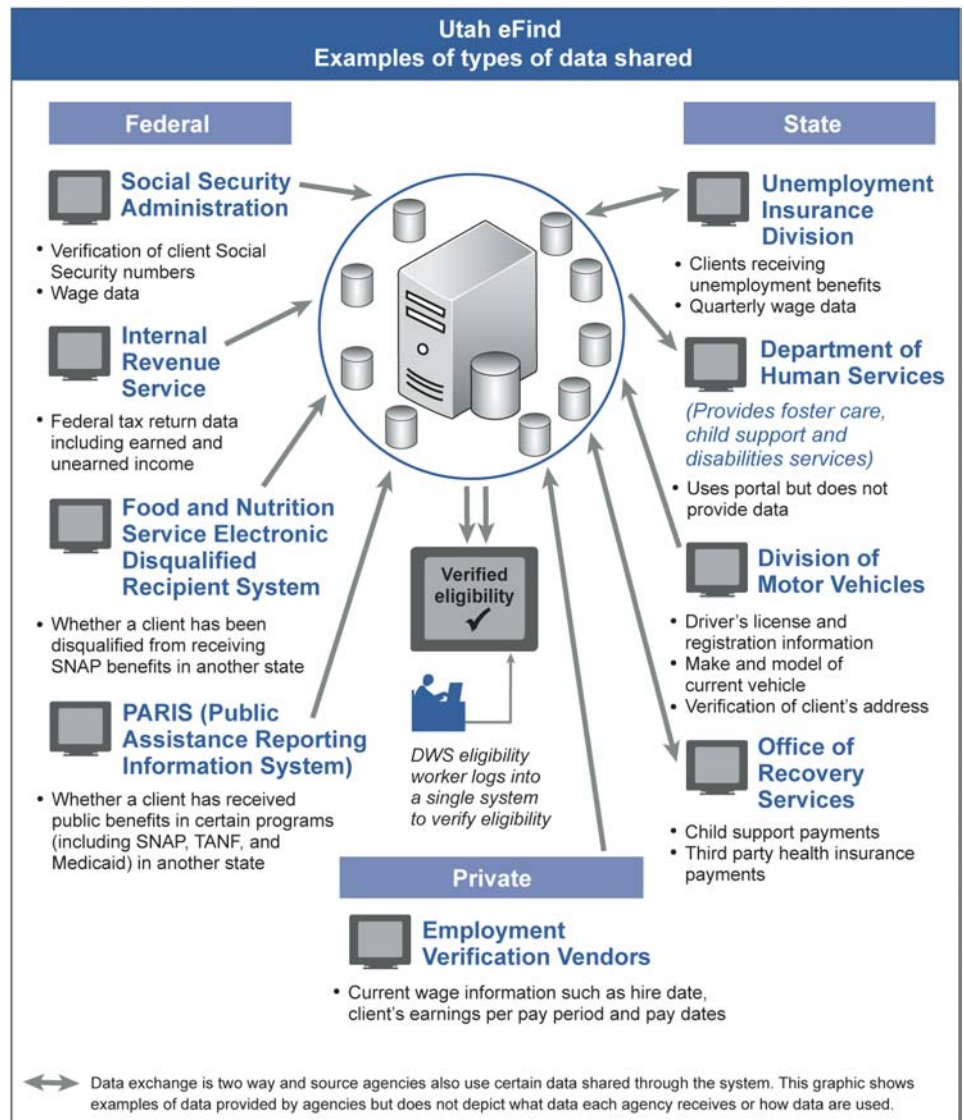 Utah eFind
Examples of types of data shared
Federal
Social Security
Administration
• Verification of client Social
Security numbers
• Wage data
Internal
Revenue
Service
• Federal tax return data
including earned and
unearned income
Food and Nutrition
Service Electronic
Disqualified
Recipient System
• Whether a client has been
disqualified from receiving
SNAP benefits in another state
PARIS (Public
Assistance Reporting
Information System)
• Whether a client has received
public benefits in certain programs
(including SNAP, TANF, and
Medicaid) in another state
Verified
eligibility
DWS eligibility
worker logs into
a single system
to verify eligibility
State
Unemployment
Insurance
Division
• Clients receiving
unemployment benefits
• Quarterly wage data
Department of
Human Services
(Provides foster care,
child support and
disabilities services)
• Uses portal but does not
provide data
Division of
Motor Vehicles
• Driver's license and
registration information
• Make and model of
current vehicle
• Verification of client's address
Office of
Recovery
Services
• Child support payments
• Third party health insurance
payments
Private
Employment
Verification Vendors
• Current wage information such as hire date,
client's earnings per pay period and pay dates
Data exchange is two way and source agencies also use certain data shared through the system. This graphic shows
examples of data provided by agencies but does not depict what data each agency receives or how data are used.